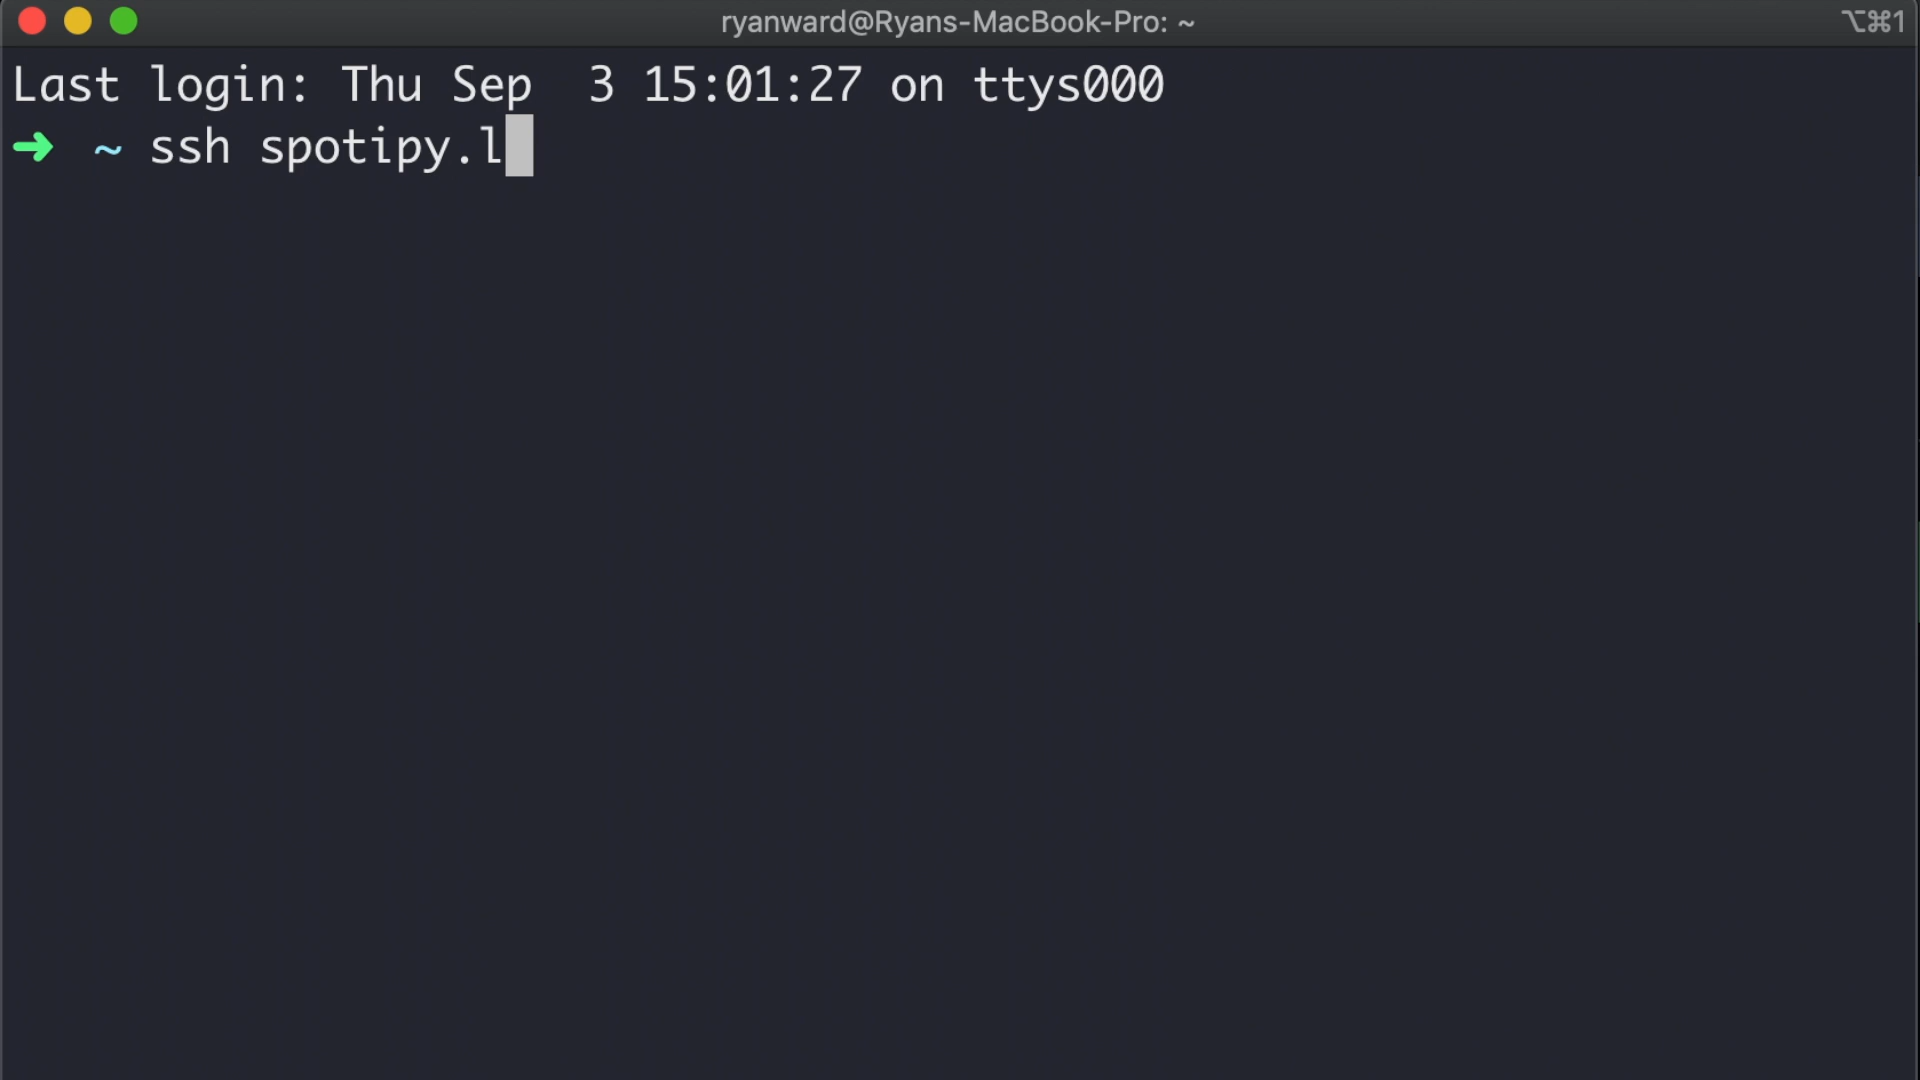 ryanward@Ryans-MacBook-Pro: ~
⌥⌘1
Last login: Thu Sep  3 15:01:27 on ttys000
➜  ~ ssh spotipy.l